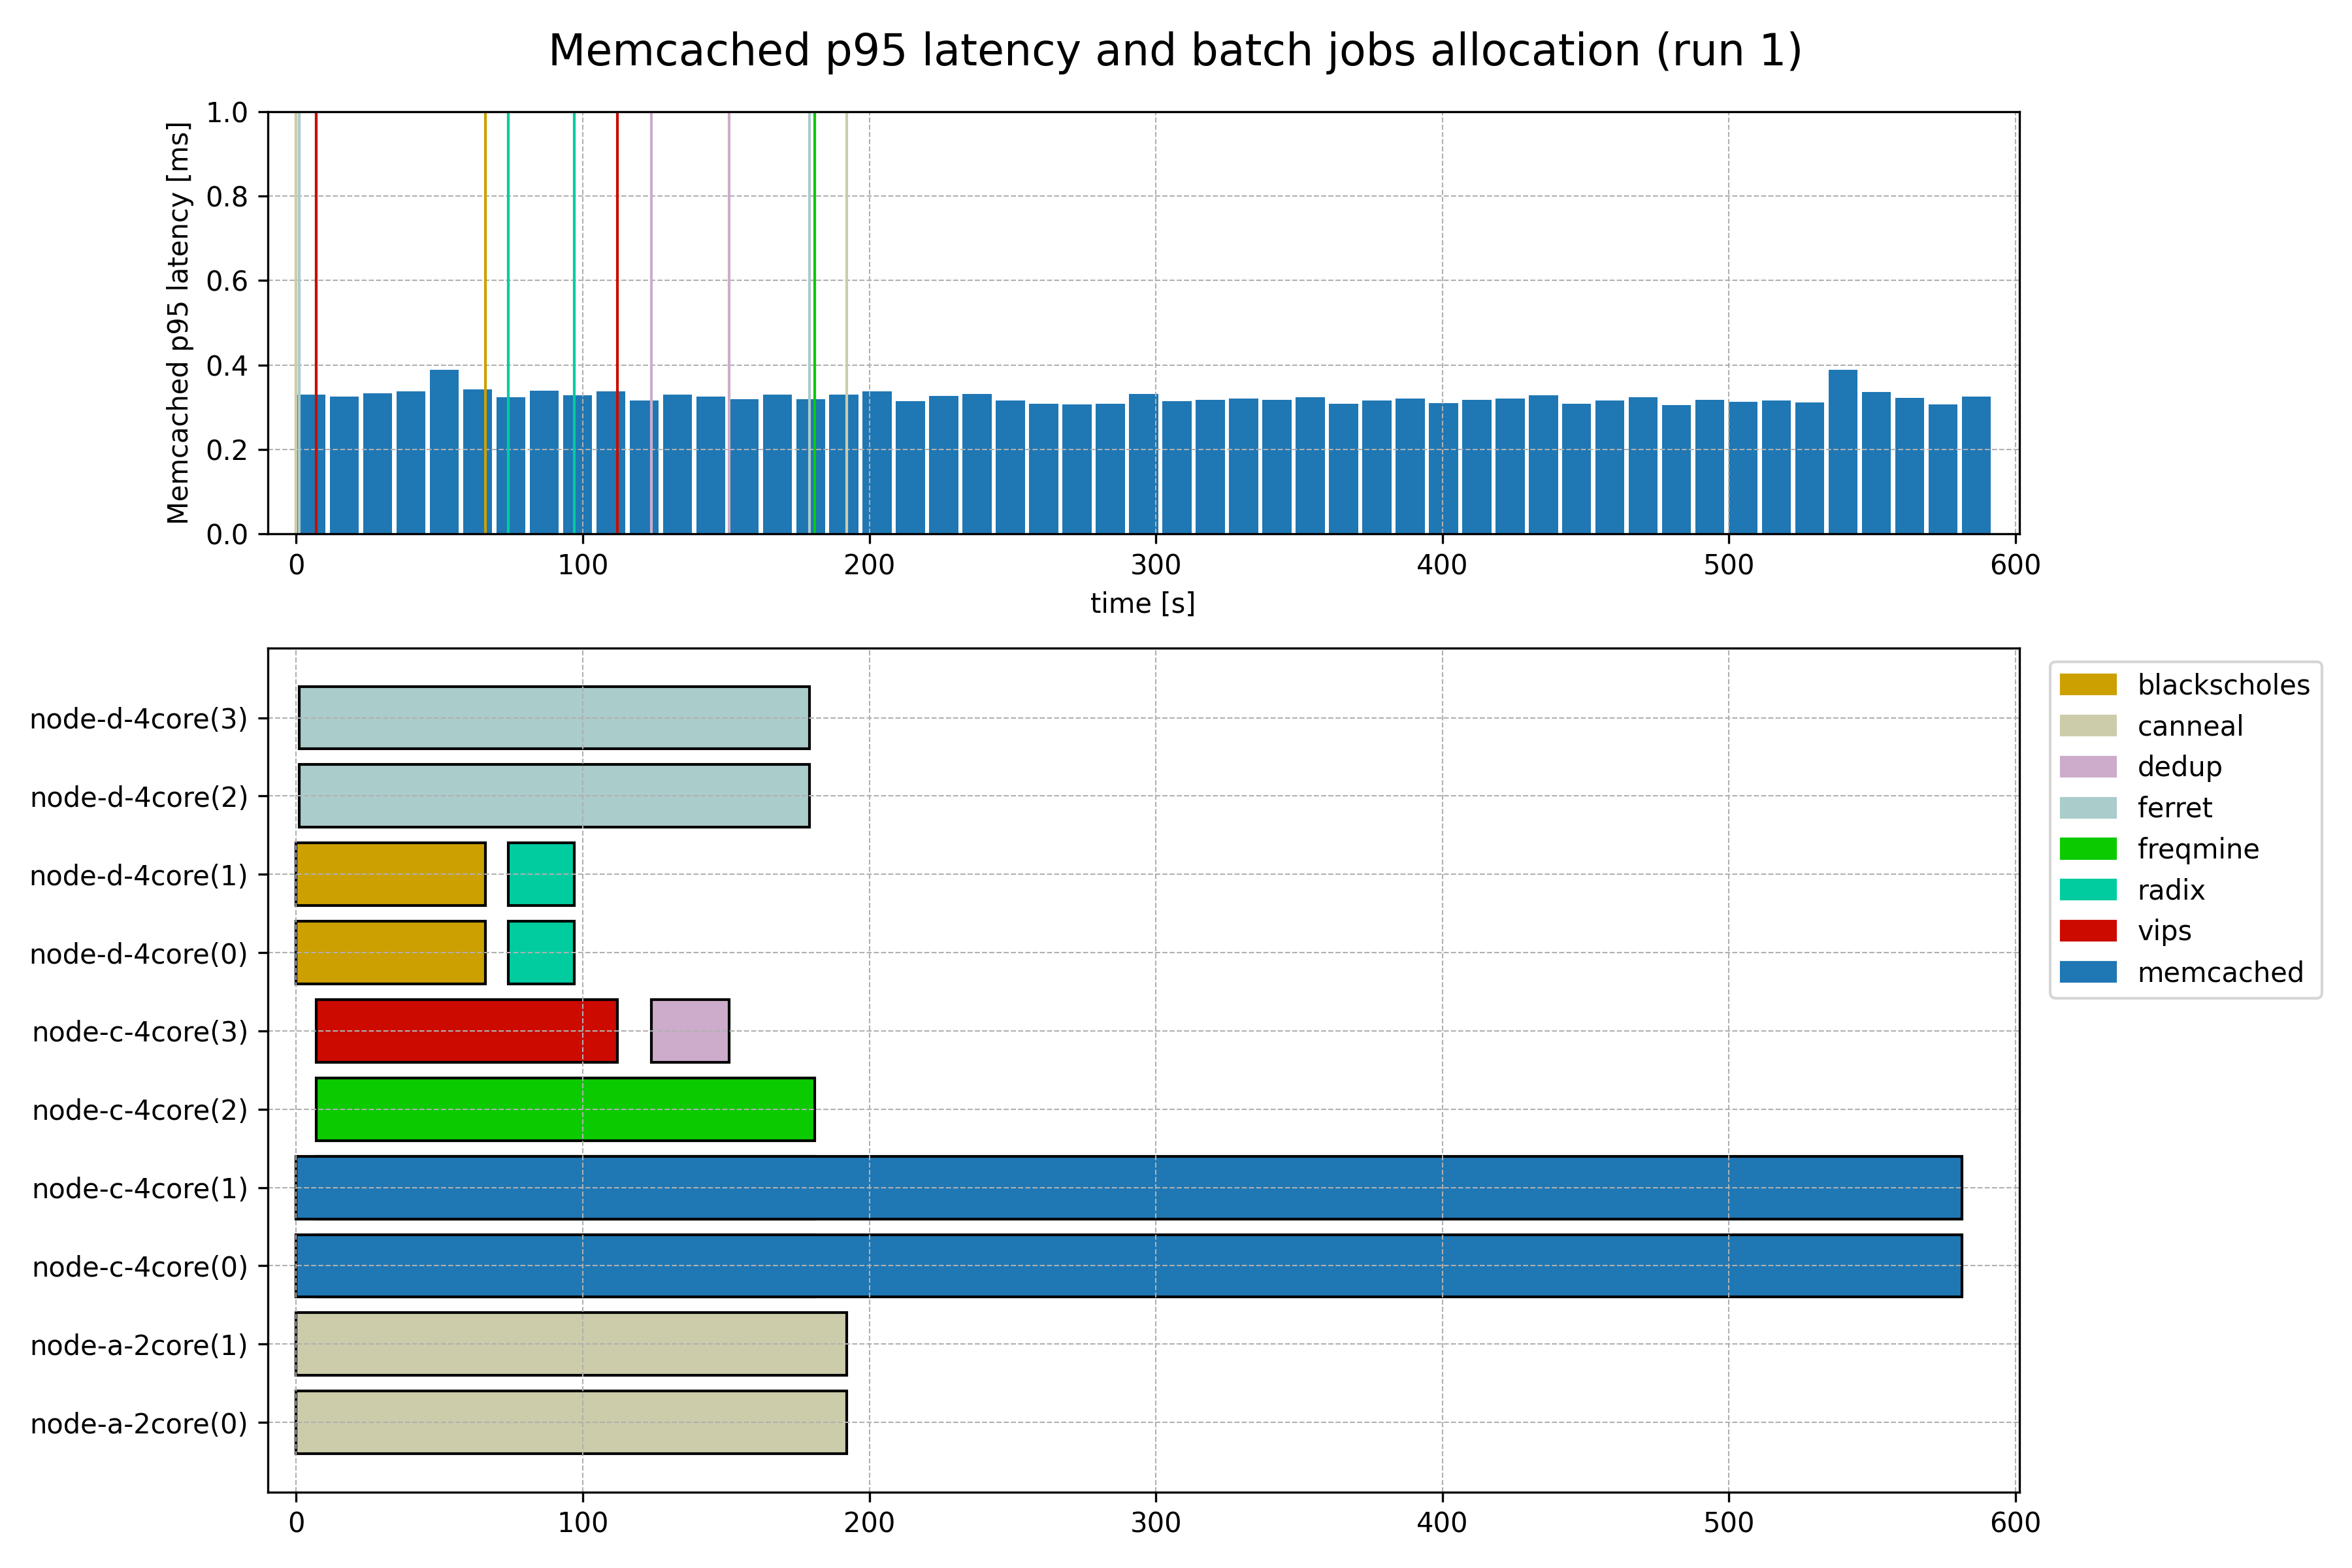 Memcached p95 latency and batch jobs allocation (run 1)
Memcached p95 latency [ms]
1.0
0.8
0.6
0.4
0.2
0.0
0 100 200 300 400 500 600
time [s]
node-d-4core(3)
node-d-4core(2)
node-d-4core(1)
node-d-4core(0)
node-c-4core(3)
node-c-4core(2)
node-c-4core(1)
node-c-4core(0)
node-a-2core(1)
node-a-2core(0)
0 100 200 300 400 500 600
blackscholes
canneal
dedup
ferret
freqmine
radix
vips
memcached